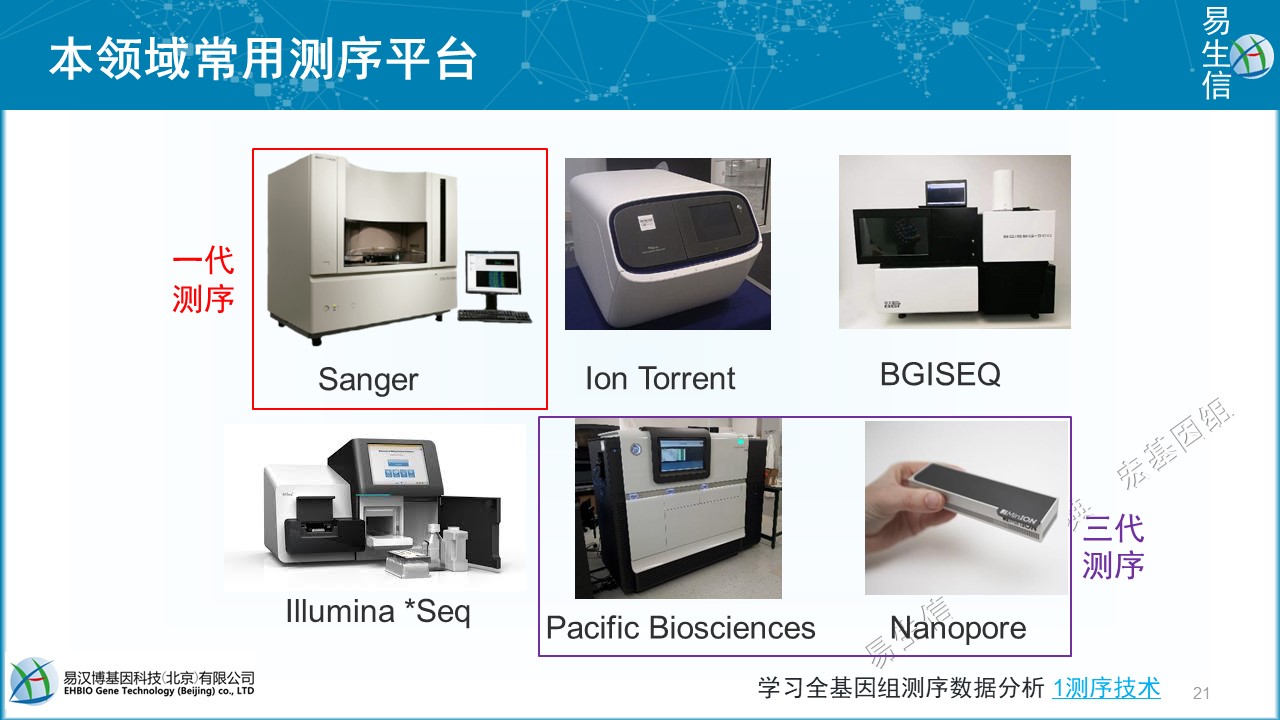 本领域常用测序平台
易
生
信
一代
测序
Sanger
Ion Torrent
BGISEQ
Illumina *Seq
Pacific Biosciences
MinION
Nanopore
三代
测序
宏基因组
易生信
易汉博基因科技(北京)有限公司
EHBIO Gene Technology (Beijing) co., LTD
学习全基因组测序数据分析 1测序技术
21